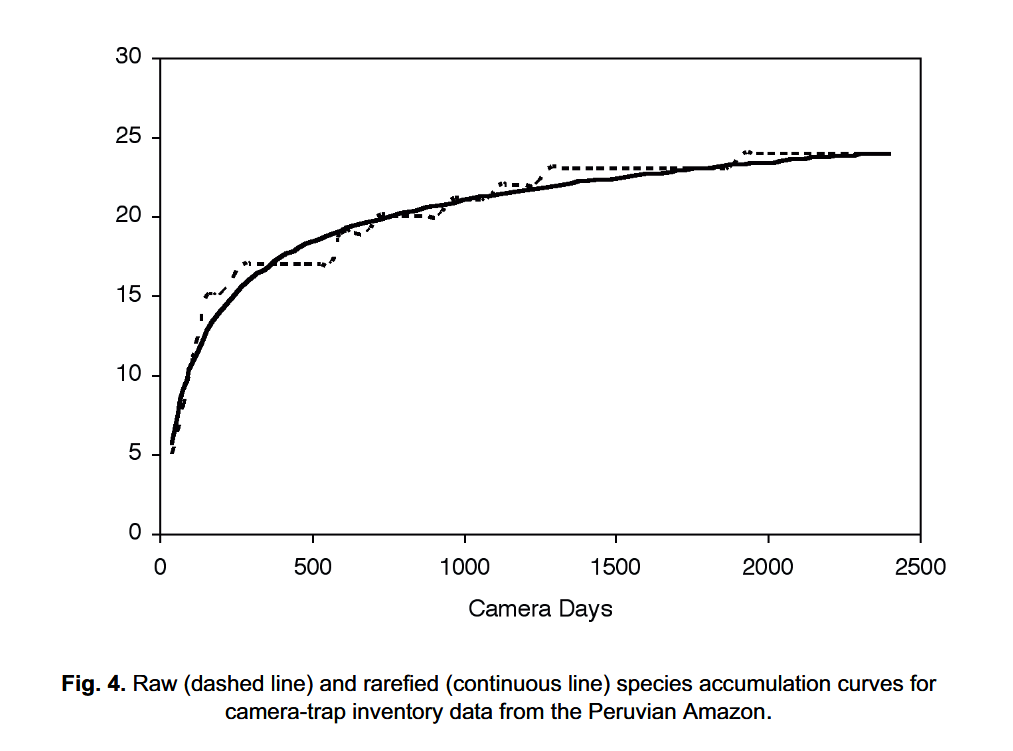 30
25
20
15
10
5
0
0 500 1000 1500 2000 2500
Camera Days
Fig. 4. Raw (dashed line) and rarefied (continuous line) species accumulation curves for
camera-trap inventory data from the Peruvian Amazon.